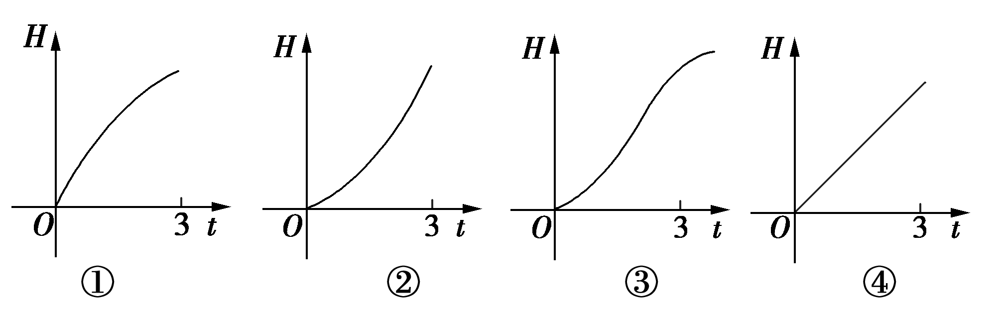 H H H H
O 3 t O 3 t O 3 t O 3 t
① ② ③ ④